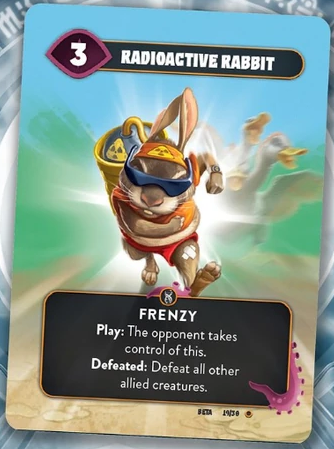 3
RADIOACTIVE RABBIT
FRENZY
Play: The opponent takes
control of this.
Defeated: Defeat all other
allied creatures.
BETA 19/50